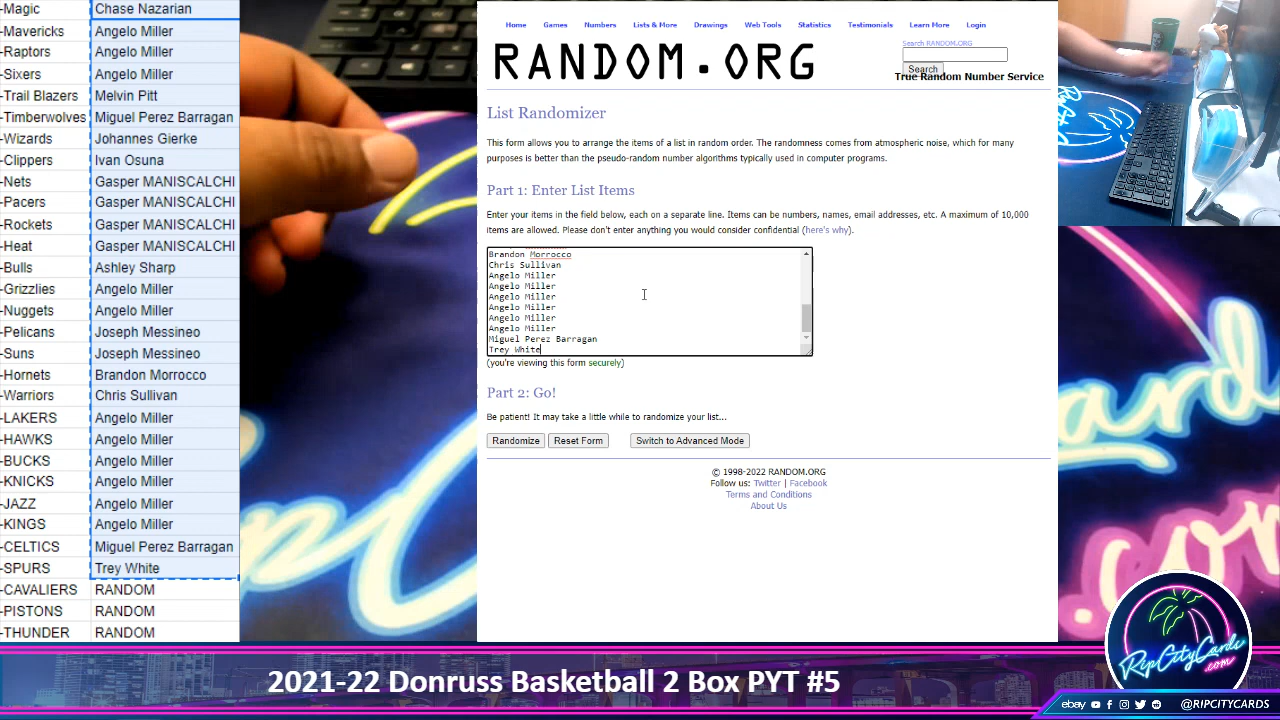 -Magic Chase Nazarian
-Mavericks Angelo Miller
-Raptors Angelo Miller
-Sixers Angelo Miller
-Trail Blazers Melvin Pitt
-Timberwolves Miguel Perez Barragan
-Wizards Johannes Gierke
-Clippers Ivan Osuna
-Nets Gasper MANISCALCHI
-Pacers Gasper MANISCALCHI
-Rockets Gasper MANISCALCHI
-Heat Gasper MANISCALCHI
-Bulls Ashley Sharp
-Grizzlies Angelo Miller
-Nuggets Angelo Miller
-Pelicans Joseph Messineo
-Suns Joseph Messineo
-Hornets Brandon Morrocco
-Warriors Chris Sullivan
-LAKERS Angelo Miller
-HAWKS Angelo Miller
-BUCKS Angelo Miller
-KNICKS Angelo Miller
-JAZZ Angelo Miller
-KINGS Angelo Miller
-CELTICS Miguel Perez Barragan
-SPURS Trey White
-CAVALIERS RANDOM
-PISTONS RANDOM
-THUNDER RANDOM
Home Games Numbers Lists & More Drawings Web Tools Statistics Testimonials Learn More Login
RANDOM.ORG
Search RANDOM.ORG
Search
True Random Number Service
List Randomizer
This form allows you to arrange the items of a list in random order. The randomness comes from atmospheric noise, which for many
purposes is better than the pseudo-random number algorithms typically used in computer programs.
Part 1: Enter List Items
Enter your items in the field below, each on a separate line. Items can be numbers, names, email addresses, etc. A maximum of 10,000
items are allowed. Please don't enter anything you would consider confidential (here's why).
Brandon Morrocco
Chris Sullivan
Angelo Miller
Angelo Miller
Angelo Miller
Angelo Miller
Angelo Miller
Angelo Miller
Miguel Perez Barragan
Trey White
(you're viewing this form securely)
Part 2: Go!
Be patient! It may take a little while to randomize your list...
Randomize Reset Form Switch to Advanced Mode
© 1998-2022 RANDOM.ORG
Follow us: Twitter | Facebook
Terms and Conditions
About Us
RipCityCards
.com
2021-22 Donruss Basketball 2 Box PYT #5
ebay @RIPCITYCARDS